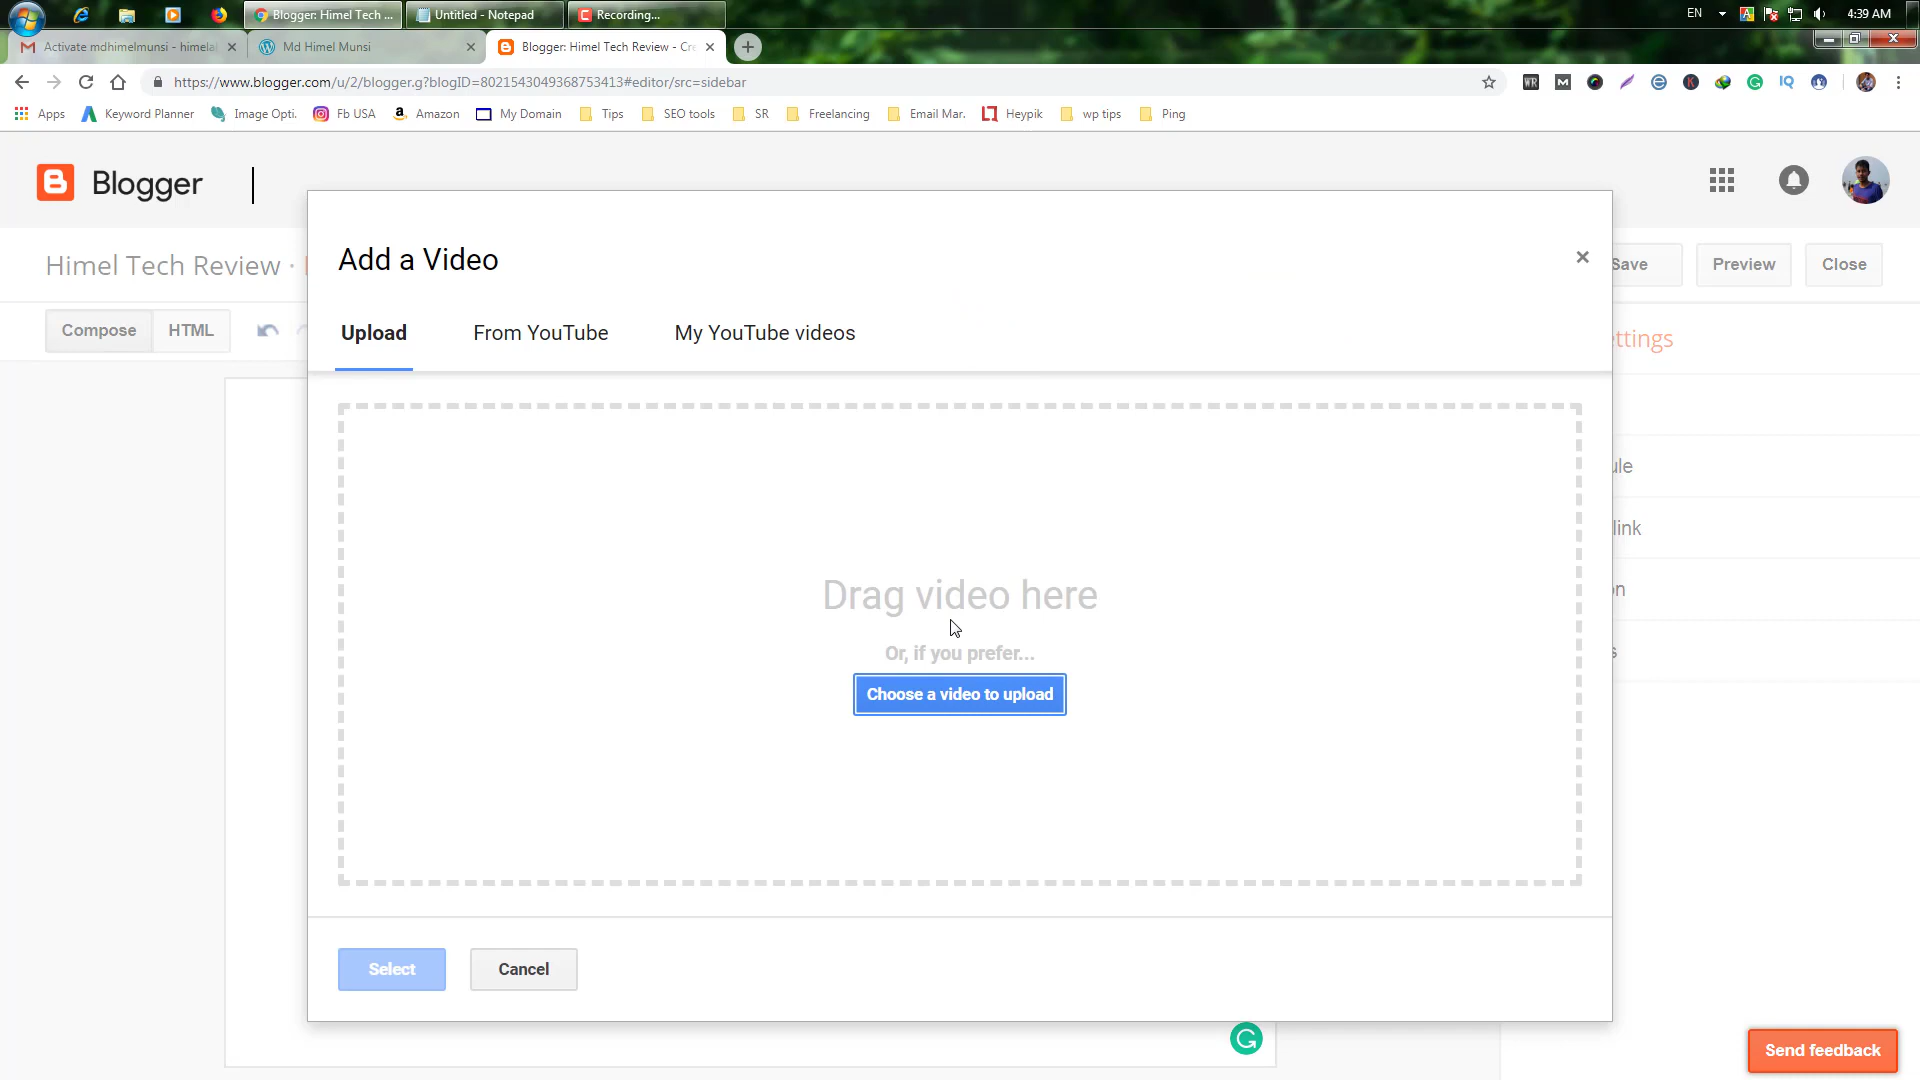 Blogger: Himel Tech ...
Untitled - Notepad
Recording...
EN
4:39 AM
Activate mdhimelmunsi - himela
Md Himel Munsi
Blogger: Himel Tech Review - Cre
https://www.blogger.com/u/2/blogger.g?blogID=8021543049368753413#editor/src=sidebar
Apps
Keyword Planner
Image Opti.
Fb USA
Amazon
My Domain
Tips
SEO tools
SR
Freelancing
Email Mar.
Heypik
wp tips
Ping
Blogger
Himel Tech Review ·
Save
Preview
Close
Compose
HTML
ettings
ule
link
on
s
Add a Video
Upload
From YouTube
My YouTube videos
Drag video here
Or, if you prefer...
Choose a video to upload
Select
Cancel
Send feedback